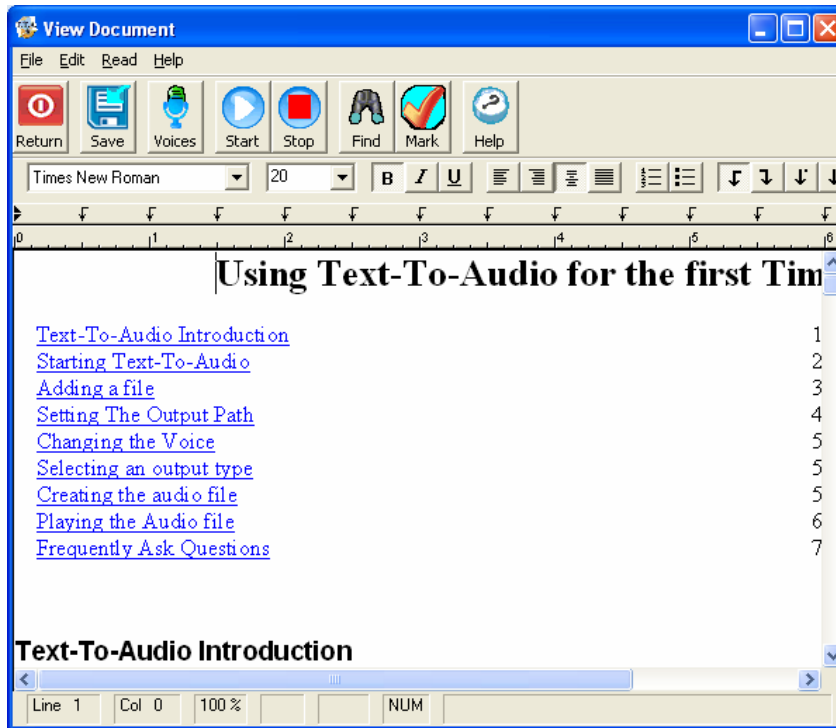 View Document
File Edit Read Help
Return Save Voices Start Stop Find Mark Help
Times New Roman 20 B I U
0 1 2 3 4 5 6
Using Text-To-Audio for the first Tim
Text-To-Audio Introduction 1
Starting Text-To-Audio 2
Adding a file 3
Setting The Output Path 4
Changing the Voice 5
Selecting an output type 5
Creating the audio file 5
Playing the Audio file 6
Frequently Ask Questions 7
Text-To-Audio Introduction
Line 1 Col 0 100 % NUM